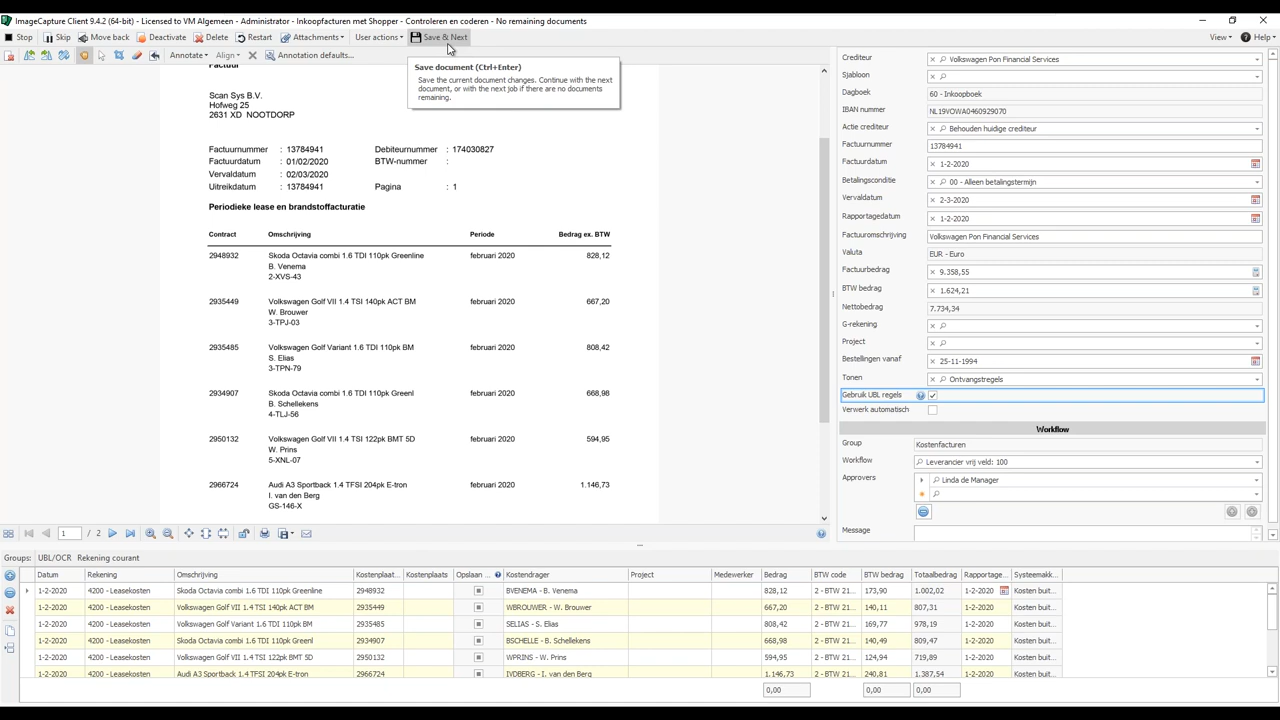 ImageCapture Client 9.4.2 (64-bit) - Licensed to VM Algemeen - Administrator - Inkoopfacturen met Shopper - Controleren en coderen - No remaining documents
Stop Skip Move back Deactivate Delete Restart Attachments User actions Save & Next View Help
Annotate Align Annotation defaults...
Save document (Ctrl+Enter)
Save the current document changes. Continue with the next
document, or with the next job if there are no documents
remaining.
Factuur
Scan Sys B.V.
Hofweg 25
2631 XD NOOTDORP
Factuurnummer : 13784941 Debiteurnummer : 174030827
Factuurdatum : 01/02/2020 BTW-nummer :
Vervaldatum : 02/03/2020
Uitreikdatum : 13784941 Pagina : 1
Periodieke lease en brandstoffacturatie
Contract Omschrijving Periode Bedrag ex. BTW
2948932 Skoda Octavia combi 1.6 TDI 110pk Greenline februari 2020 828,12
B. Venema
2-XVS-43
2935449 Volkswagen Golf VII 1.4 TSI 140pk ACT BM februari 2020 667,20
W. Brouwer
3-TPJ-03
2935485 Volkswagen Golf Variant 1.6 TDI 110pk BM februari 2020 808,42
S. Elias
3-TPN-79
2934907 Skoda Octavia combi 1.6 TDI 110pk Greenl februari 2020 668,98
B. Schellekens
4-TLJ-56
2950132 Volkswagen Golf VII 1.4 TSI 122pk BMT 5D februari 2020 594,95
W. Prins
5-XNL-07
2966724 Audi A3 Sportback 1.4 TFSI 204pk E-tron februari 2020 1.146,73
I. van den Berg
GS-146-X
1 / 2
Crediteur Volkswagen Pon Financial Services
Sjabloon
Dagboek 60 - Inkoopboek
IBAN nummer NL19VOWA0460929070
Actie crediteur Behouden huidige crediteur
Factuurnummer 13784941
Factuurdatum 1-2-2020
Betalingsconditie 00 - Alleen betalingstermijn
Vervaldatum 2-3-2020
Rapportagedatum 1-2-2020
Factuuromschrijving Volkswagen Pon Financial Services
Valuta EUR - Euro
Factuurbedrag 9.358,55
BTW bedrag 1.624,21
Nettobedrag 7.734,34
G-rekening
Project
Bestellingen vanaf 25-11-1994
Tonen Ontvangstregels
Gebruik UBL regels
Verwerk automatisch
Workflow
Group Kostenfacturen
Workflow Leverancier vrij veld: 100
Approvers Linda de Manager
Message
Groups: UBL/OCR Rekening courant
Datum Rekening Omschrijving Kostenplaat... Kostenplaats Opslaan ... Kostendrager Project Medewerker Bedrag BTW code BTW bedrag Totaalbedrag Rapportage... Systeemakk...
1-2-2020 4200 - Leasekosten Skoda Octavia combi 1.6 TDI 110pk Greenline 2948932 BVENEMA - B. Venema 828,12 2 - BTW 21... 173,90 1.002,02 1-2-2020 Kosten buit...
1-2-2020 4200 - Leasekosten Volkswagen Golf VII 1.4 TSI 140pk ACT BM 2935449 WBROUWER - W. Brouwer 667,20 2 - BTW 21... 140,11 807,31 1-2-2020 Kosten buit...
1-2-2020 4200 - Leasekosten Volkswagen Golf Variant 1.6 TDI 110pk BM 2935485 SELIAS - S. Elias 808,42 2 - BTW 21... 169,77 978,19 1-2-2020 Kosten buit...
1-2-2020 4200 - Leasekosten Skoda Octavia combi 1.6 TDI 110pk Greenl 2934907 BSCHELLE - B. Schellekens 668,98 2 - BTW 21... 140,49 809,47 1-2-2020 Kosten buit...
1-2-2020 4200 - Leasekosten Volkswagen Golf VII 1.4 TSI 122pk BMT 5D 2950132 WPRINS - W. Prins 594,95 2 - BTW 21... 124,94 719,89 1-2-2020 Kosten buit...
1-2-2020 4200 - Leasekosten Audi A3 Sportback 1.4 TFSI 204pk E-tron 2966724 IVDBERG - I. van den Berg 1.146,73 2 - BTW 21... 240,81 1.387,54 1-2-2020 Kosten buit...
0,00 0,00 0,00